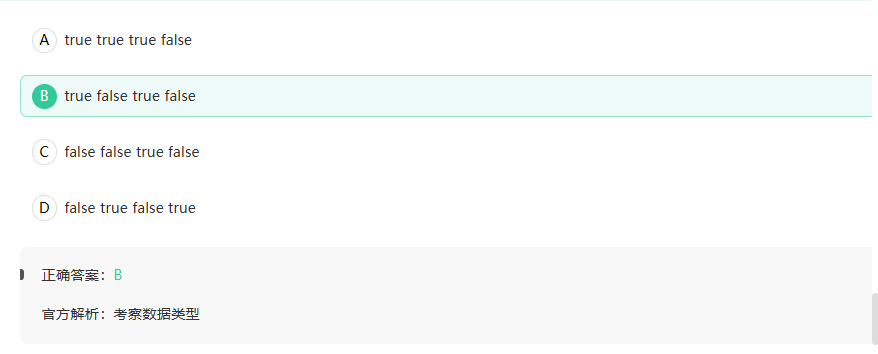 A true true true false
B true false true false
C false false true false
D false true false true
正确答案：B
官方解析：考察数据类型